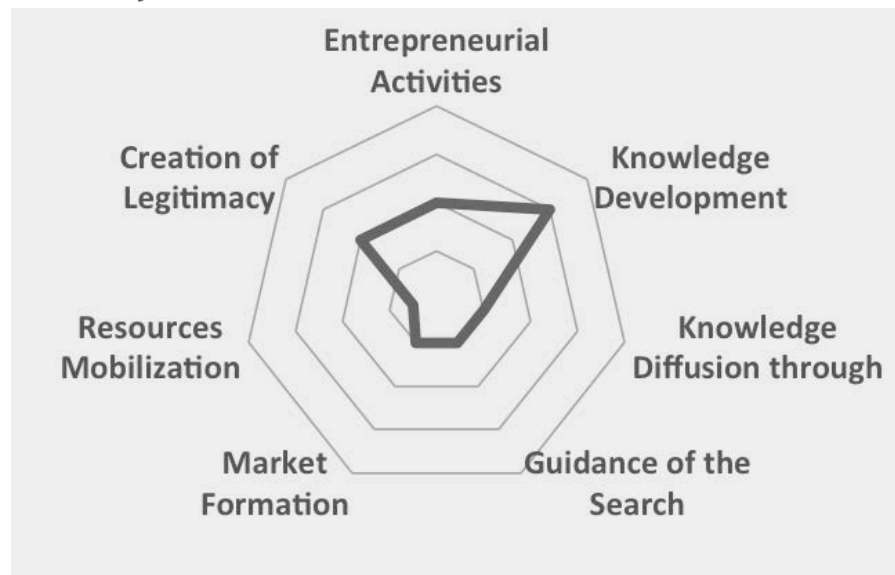 Entrepreneurial
Activities
Creation of
Legitimacy
Knowledge
Development
Resources
Mobilization
Knowledge
Diffusion through
Market
Formation
Guidance of the
Search